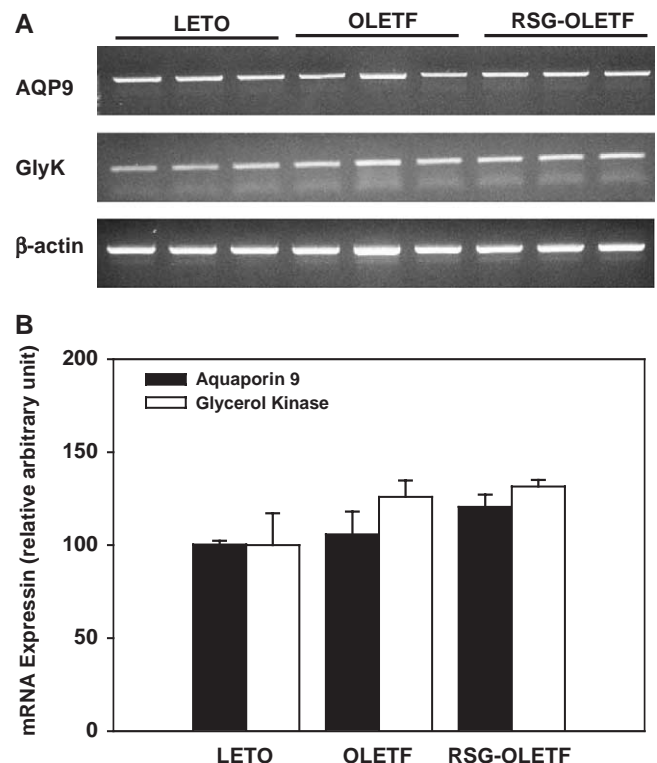 A
LETO OLETF RSG-OLETF
AQP9
GlyK
β-actin
B
200
150
100
50
0
mRNA Expressin (relative arbitrary unit)
Aquaporin 9
Glycerol Kinase
LETO OLETF RSG-OLETF